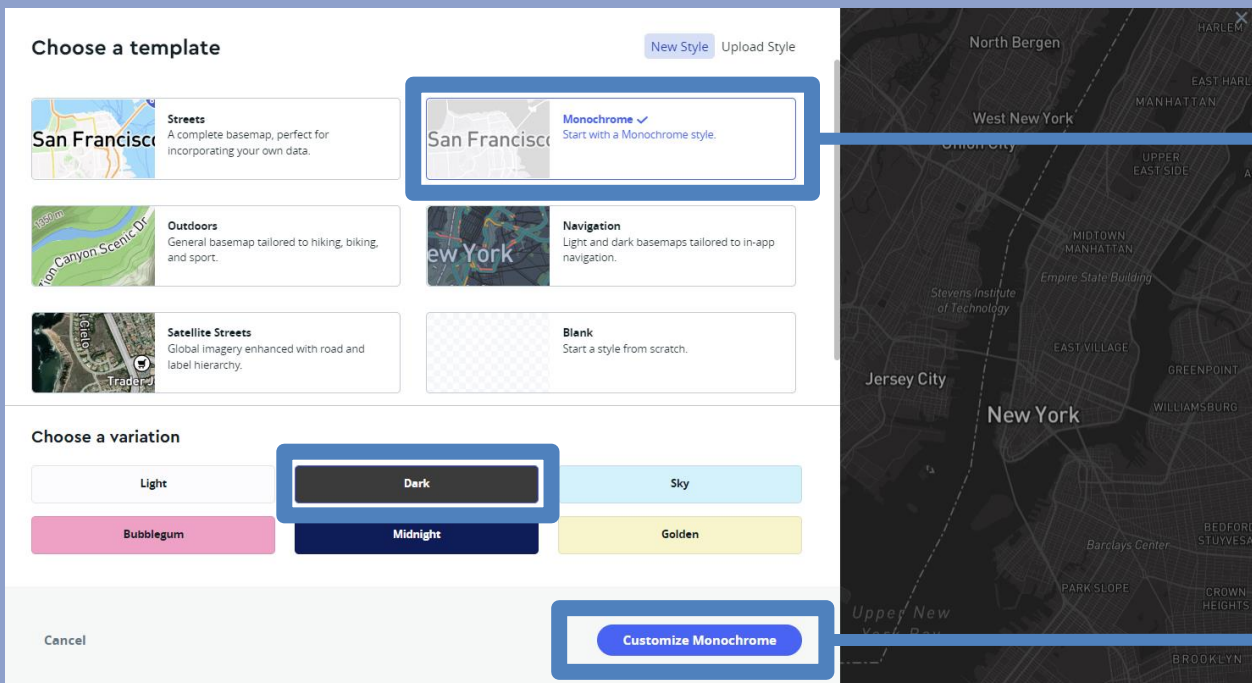 Choose a template
New Style Upload Style
San Francisc
Streets
A complete basemap, perfect for
incorporating your own data.
San Francisc
Monochrome
Start with a Monochrome style.
1350 m
Zion Canyon Scenic Dr
Outdoors
General basemap tailored to hiking, biking,
and sport.
ew York
Navigation
Light and dark basemaps tailored to in-app
navigation.
l Cielo
Trader J
Satellite Streets
Global imagery enhanced with road and
label hierarchy.
Blank
Start a style from scratch.
Choose a variation
Light
Dark
Sky
Bubblegum
Midnight
Golden
Cancel
Customize Monochrome
HARLEM
North Bergen
EAST HARL
MANHATTAN
West New York
Union City
UPPER
EAST SIDE
A
MIDTOWN
MANHATTAN
Empire State Building
Stevens Institute
of Technology
EAST VILLAGE
GREENPOINT
Jersey City
WILLIAMSBURG
New York
BEDFORD
STUYVESA
Barclays Center
PARK SLOPE
CROWN
HEIGHTS
Upper New
York Bay
BROOKLYN